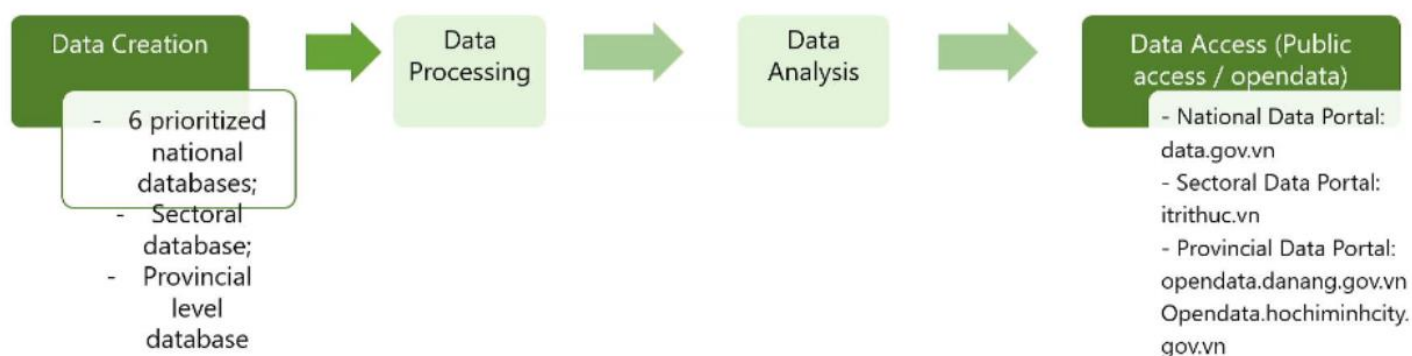 Data Creation
- 6 prioritized
national
databases;
- Sectoral
database;
- Provincial
level
database
Data
Processing
Data
Analysis
Data Access (Public
access / opendata)
- National Data Portal:
data.gov.vn
- Sectoral Data Portal:
itrithuc.vn
- Provincial Data Portal:
opendata.danang.gov.vn
Opendata.hochiminhcity.
gov.vn